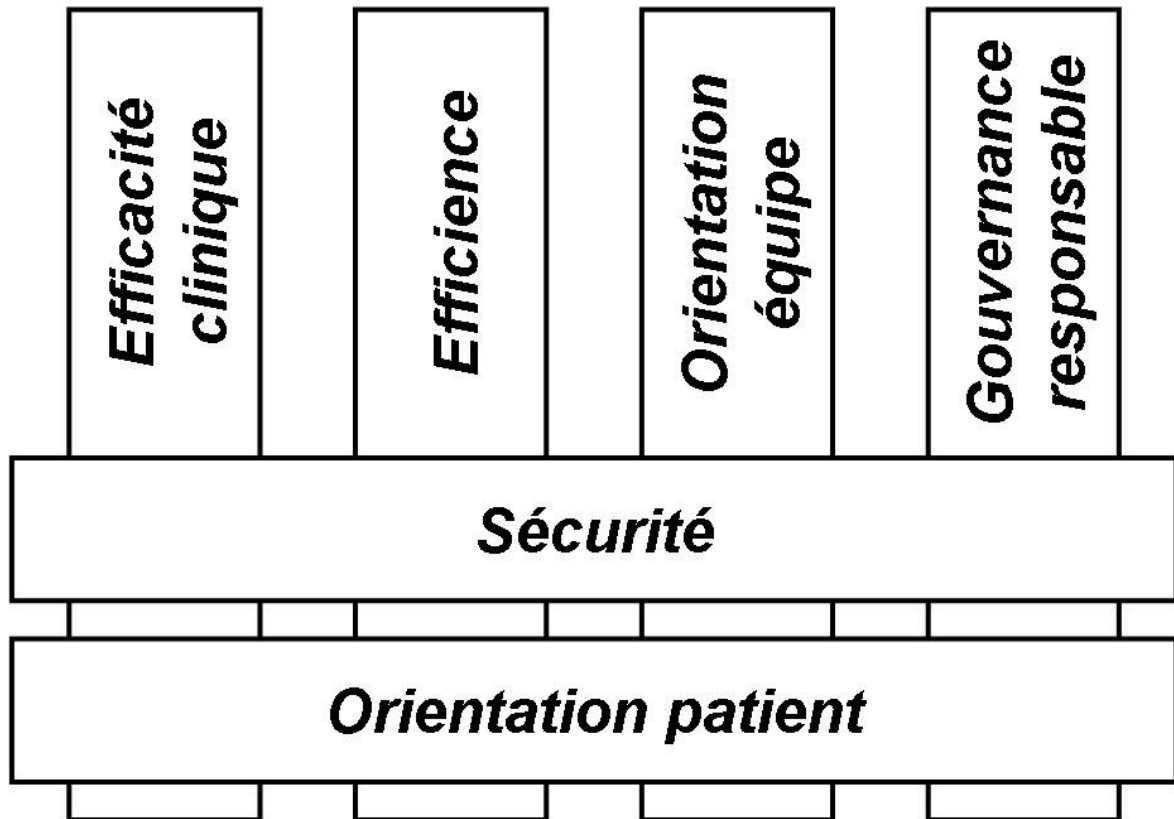 Efficacité
clinique
Efficience
Orientation
équipe
Gouvernance
responsable
Sécurité
Orientation patient